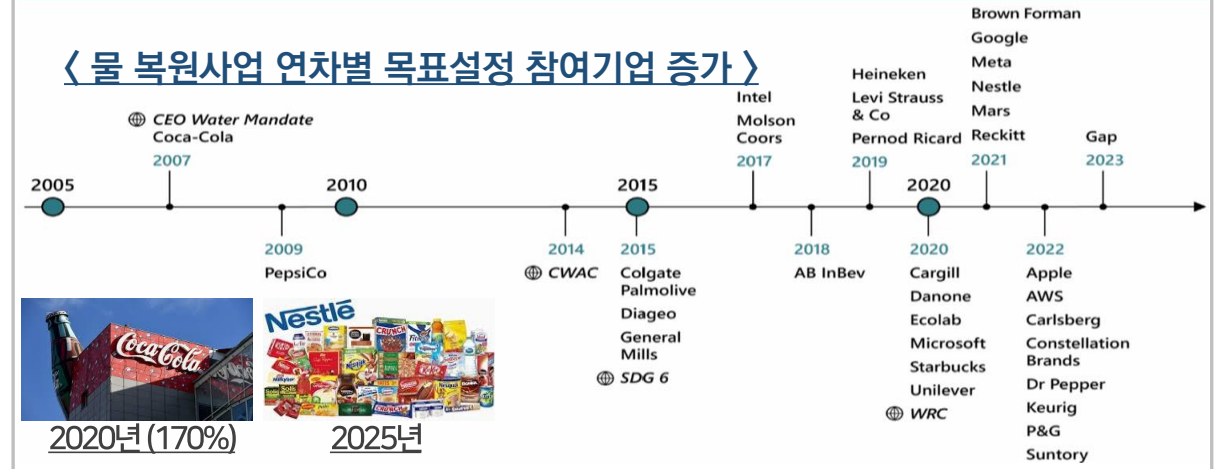 〈 물 복원사업 연차별 목표설정 참여기업 증가 〉
CEO Water Mandate
Coca-Cola
2007
Intel
Molson
Coors
2017
Heineken
Levi Strauss
& Co
Pernod Ricard
2019
Brown Forman
Google
Meta
Nestle
Mars
Reckitt
2021
Gap
2023
2005
2010
2015
2020
2009
PepsiCo
2014
CWAC
2015
Colgate
Palmolive
Diageo
General
Mills
SDG 6
2018
AB InBev
2020
Cargill
Danone
Ecolab
Microsoft
Starbucks
Unilever
WRC
2022
Apple
AWS
Carlsberg
Constellation
Brands
Dr Pepper
Keurig
P&G
Suntory
Coca-Cola
2020년 (170%)
Nestlé
CRUNCH
2025년